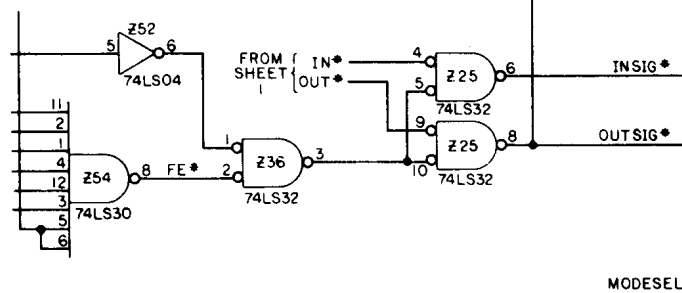 Z52
5
6
74LS04
FROM
SHEET
1
IN*
OUT*
4
5
Z25
6
74LS32
INSIG*
9
10
Z25
8
74LS32
OUTSIG*
11
2
1
4
12
3
5
6
Z54
8
FE*
74LS30
1
2
Z36
3
74LS32
MODESEL